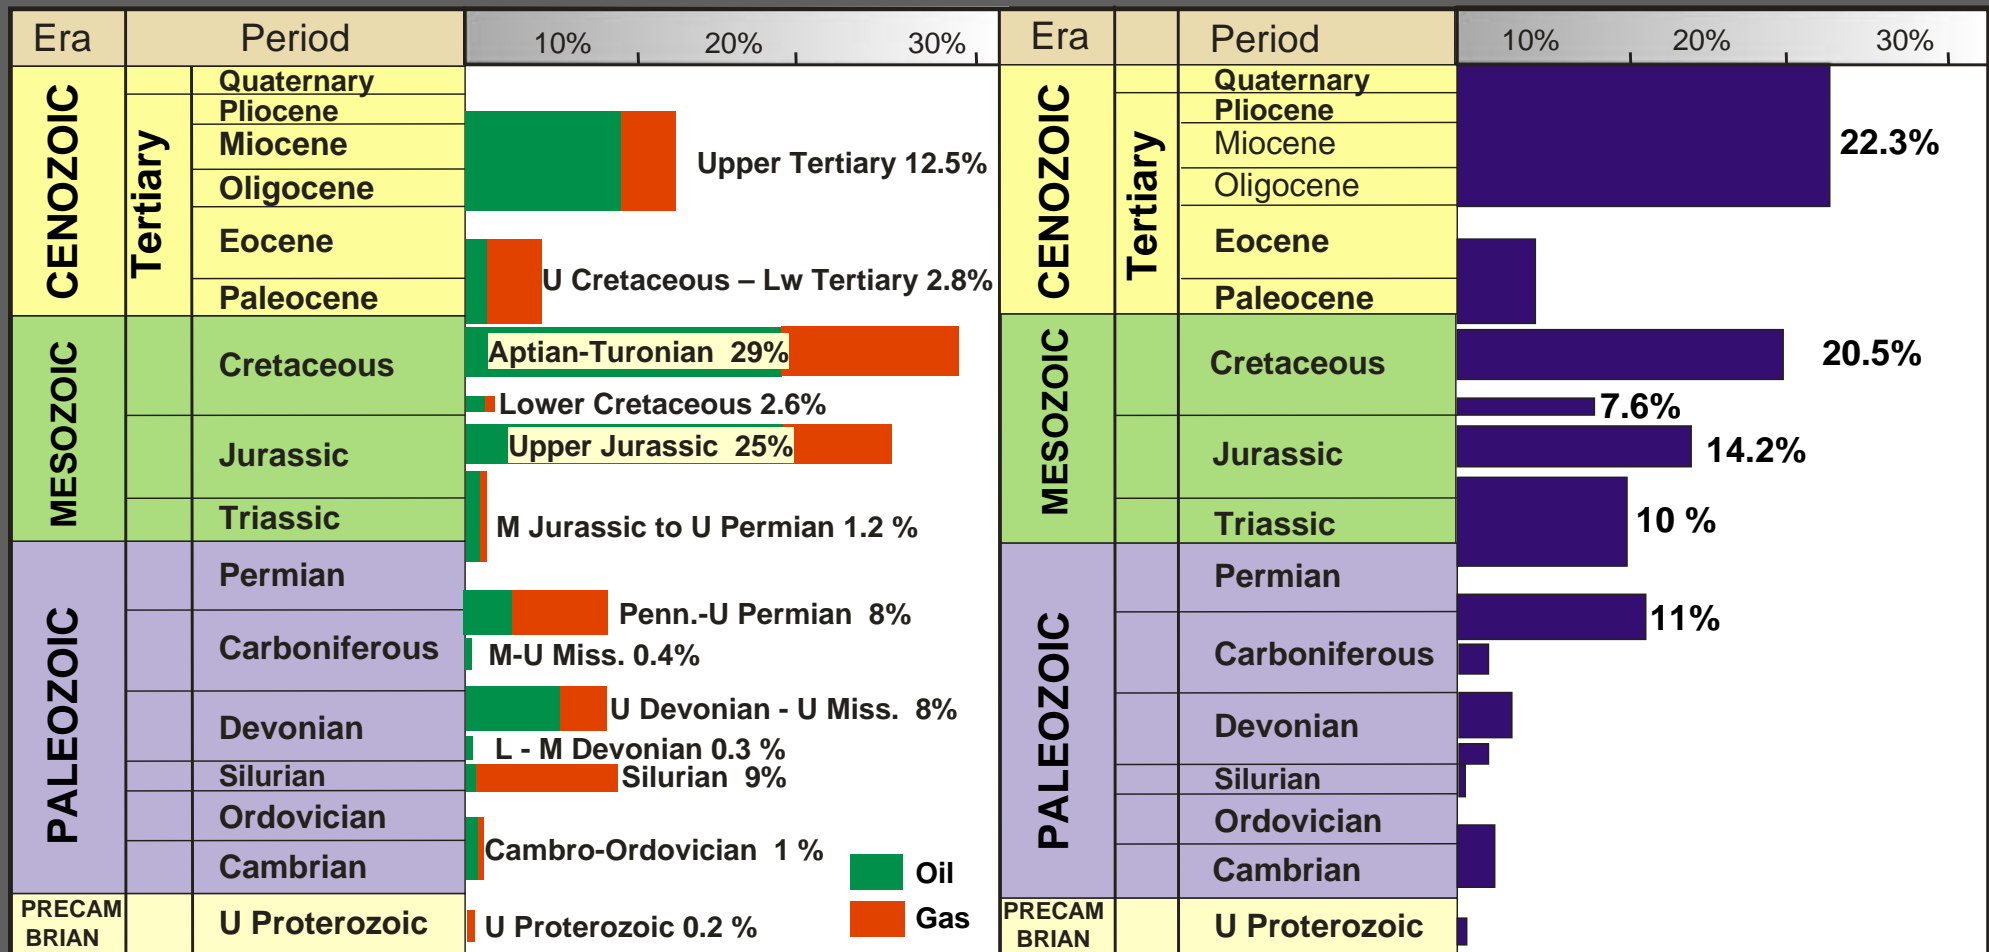 Era Period 10% 20% 30%
CENOZOIC
Tertiary
Quaternary
Pliocene
Miocene
Oligocene
Eocene
Paleocene
Upper Tertiary 12.5%
U Cretaceous – Lw Tertiary 2.8%
MESOZOIC
Cretaceous
Jurassic
Triassic
Aptian-Turonian 29%
Lower Cretaceous 2.6%
Upper Jurassic 25%
M Jurassic to U Permian 1.2 %
PALEOZOIC
Permian
Carboniferous
Devonian
Silurian
Ordovician
Cambrian
Penn.-U Permian 8%
M-U Miss. 0.4%
U Devonian - U Miss. 8%
L - M Devonian 0.3 %
Silurian 9%
Cambro-Ordovician 1 %
PRECAM
BRIAN
U Proterozoic
U Proterozoic 0.2 %
Oil
Gas
Era Period 10% 20% 30%
CENOZOIC
Tertiary
Quaternary
Pliocene
Miocene
Oligocene
Eocene
Paleocene
22.3%
MESOZOIC
Cretaceous
Jurassic
Triassic
20.5%
7.6%
14.2%
10 %
PALEOZOIC
Permian
Carboniferous
Devonian
Silurian
Ordovician
Cambrian
11%
PRECAM
BRIAN
U Proterozoic